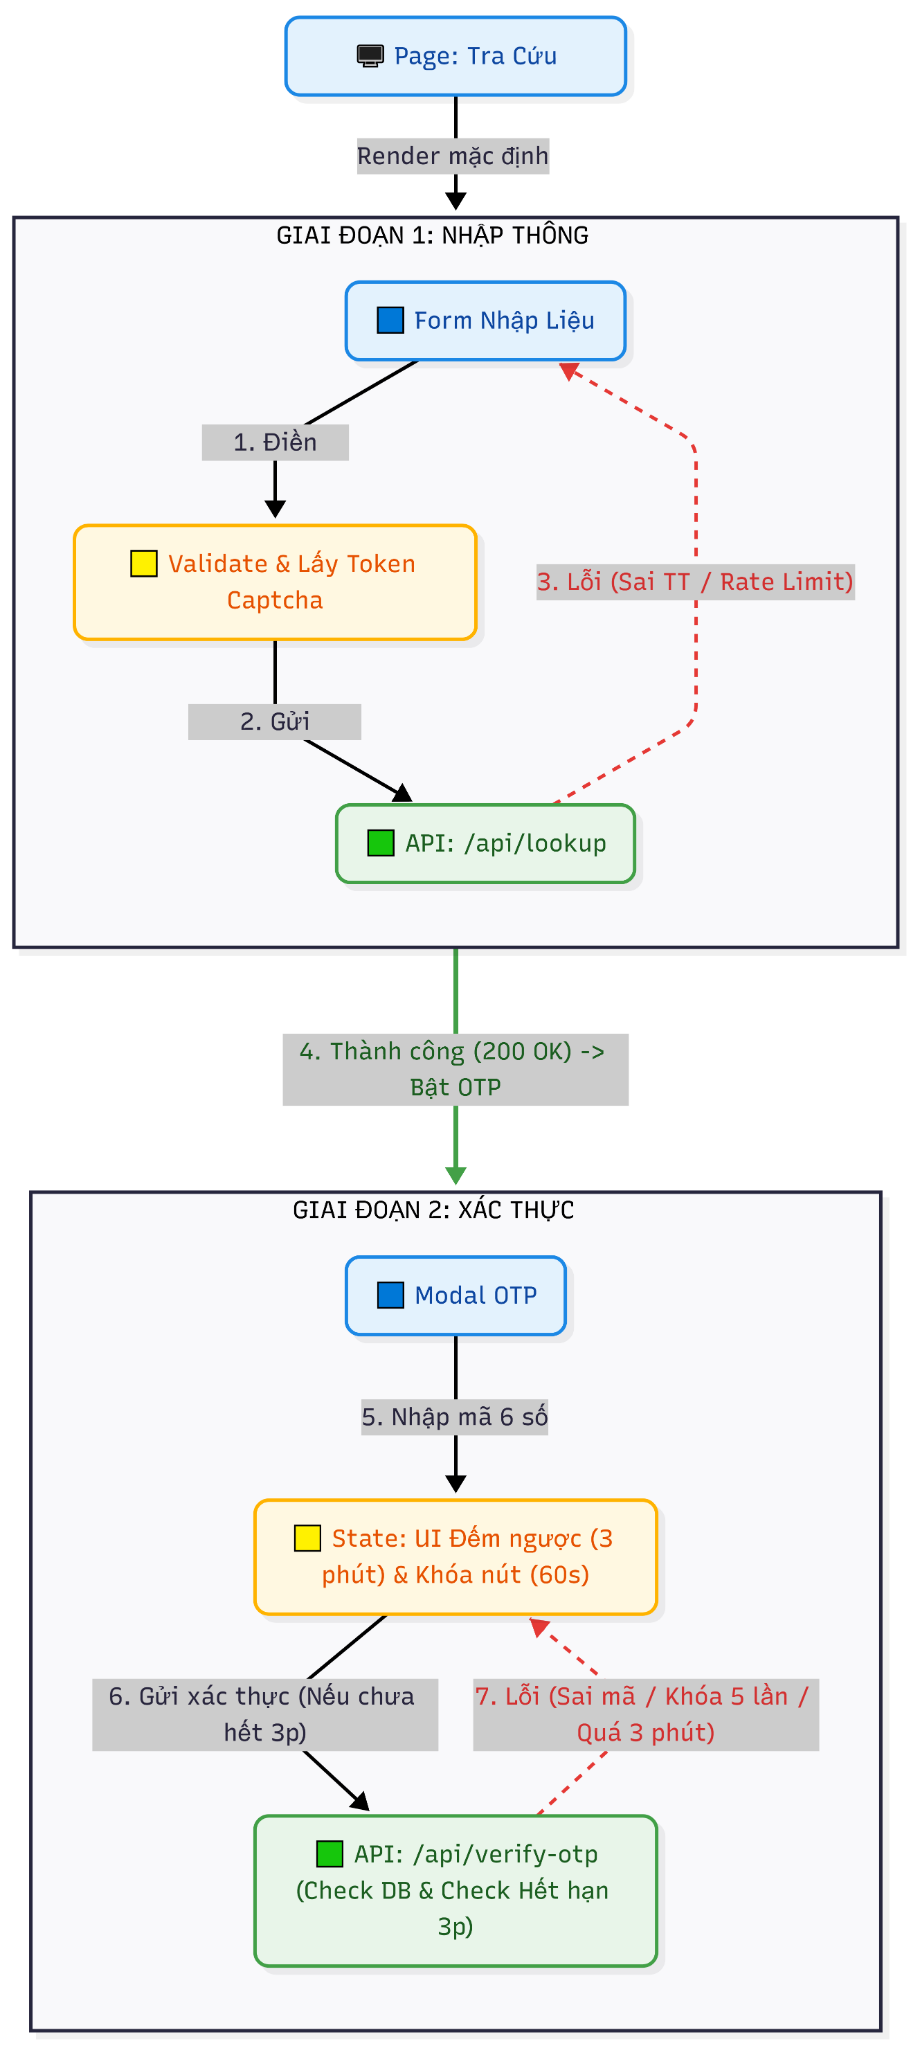 Page: Tra Cứu
Render mặc định
GIAI ĐOẠN 1: NHẬP THÔNG
Form Nhập Liệu
1. Điền
Validate & Lấy Token
Captcha
3. Lỗi (Sai TT / Rate Limit)
2. Gửi
API: /api/lookup
4. Thành công (200 OK) ->
Bật OTP
GIAI ĐOẠN 2: XÁC THỰC
Modal OTP
5. Nhập mã 6 số
State: UI Đếm ngược (3
phút) & Khóa nút (60s)
6. Gửi xác thực (Nếu chưa
hết 3p)
7. Lỗi (Sai mã / Khóa 5 lần /
Quá 3 phút)
API: /api/verify-otp
(Check DB & Check Hết hạn
3p)